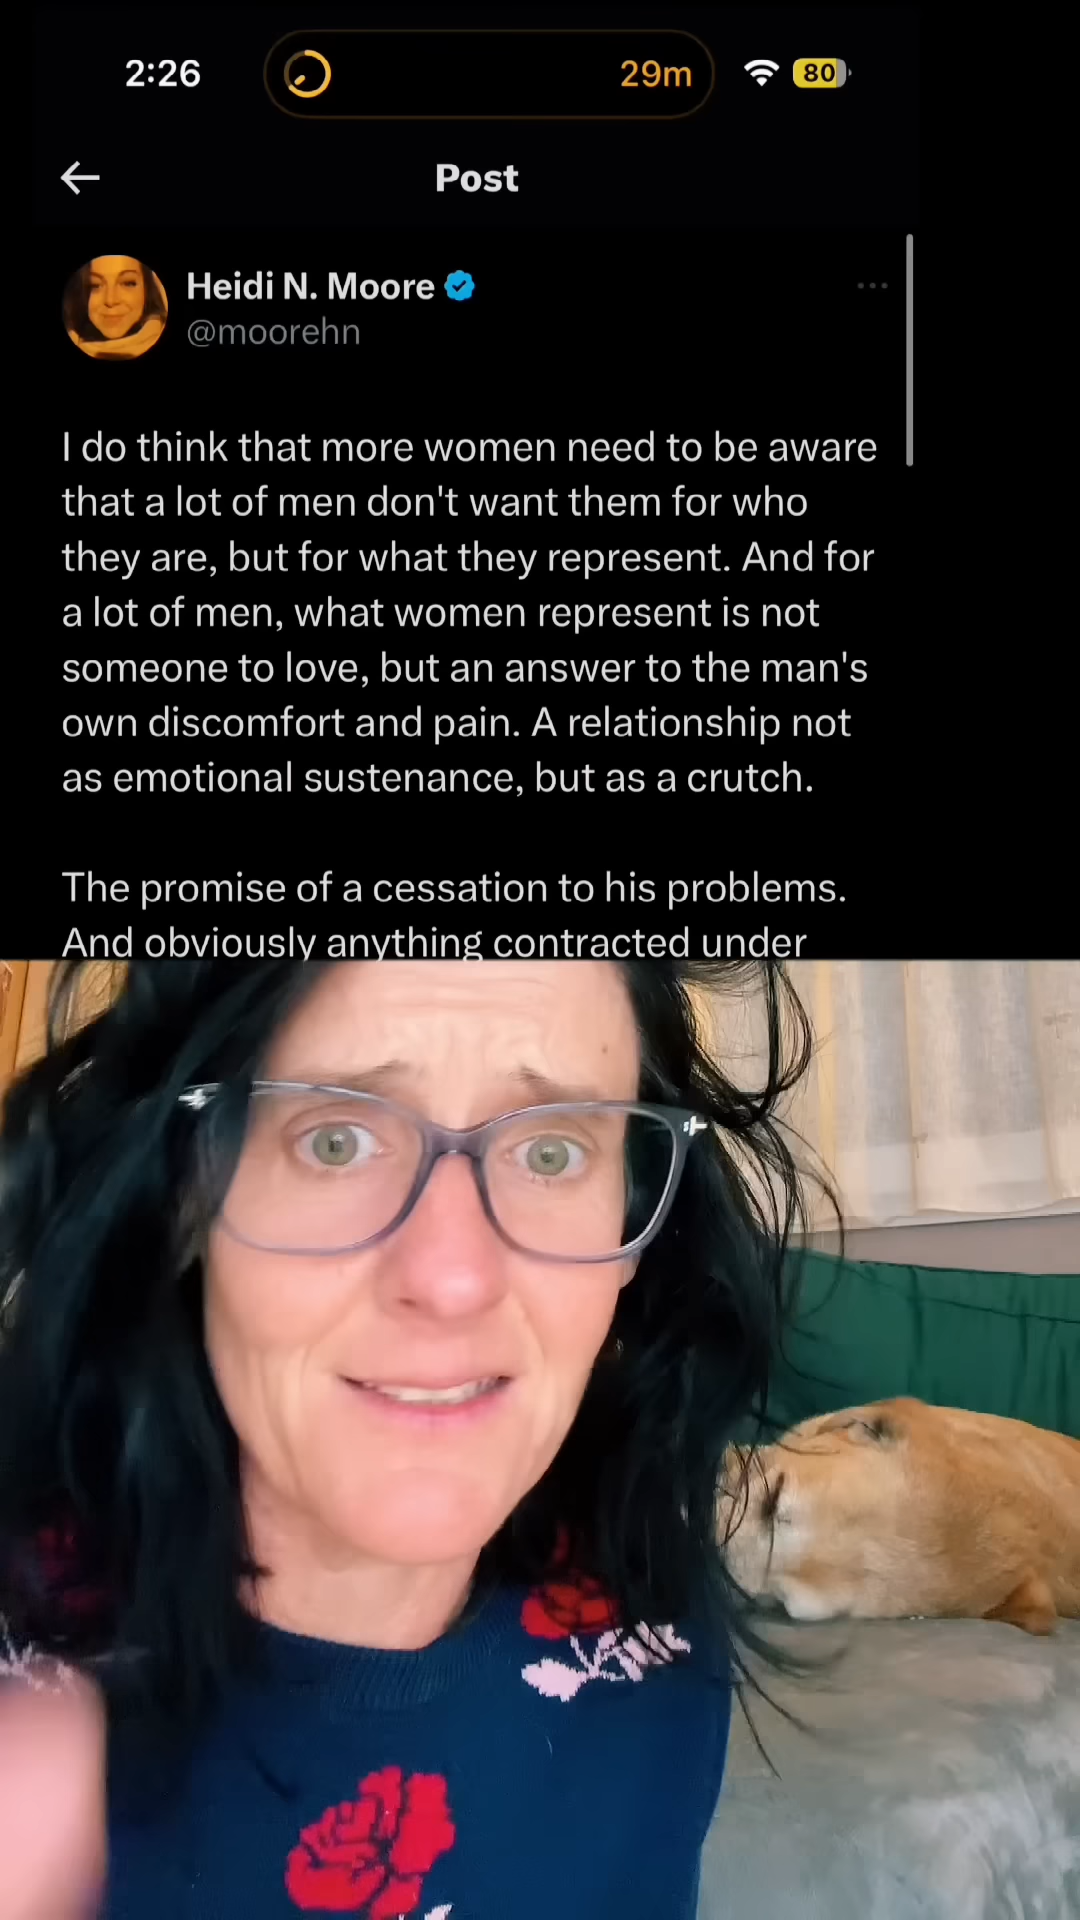 2:26
29m
80
Post
Heidi N. Moore
@moorehn
I do think that more women need to be aware
that a lot of men don't want them for who
they are, but for what they represent. And for
a lot of men, what women represent is not
someone to love, but an answer to the man's
own discomfort and pain. A relationship not
as emotional sustenance, but as a crutch.
The promise of a cessation to his problems.
And obviously anything contracted under